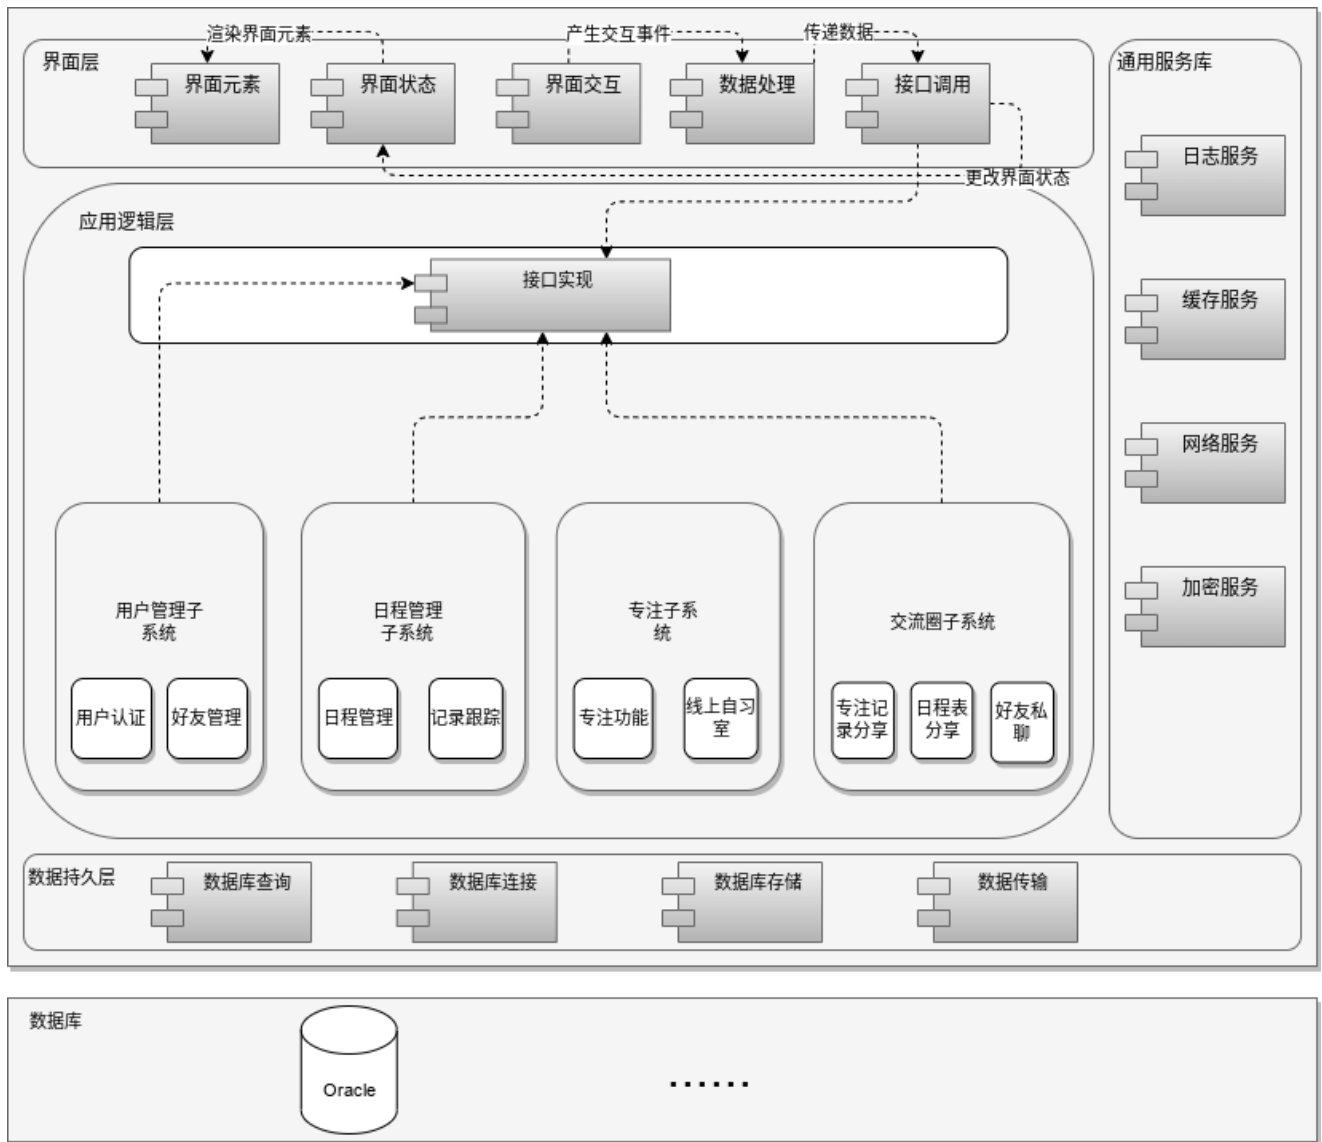 渲染界面元素
产生交互事件
传递数据
界面层
界面元素
界面状态
界面交互
数据处理
接口调用
更改界面状态
通用服务库
日志服务
缓存服务
网络服务
加密服务
应用逻辑层
接口实现
用户管理子
系统
用户认证
好友管理
日程管理
子系统
日程管理
记录跟踪
专注子系
统
专注功能
线上自习
室
交流圈子系统
专注记
录分享
日程表
分享
好友私
聊
数据持久层
数据库查询
数据库连接
数据库存储
数据传输
数据库
Oracle
......